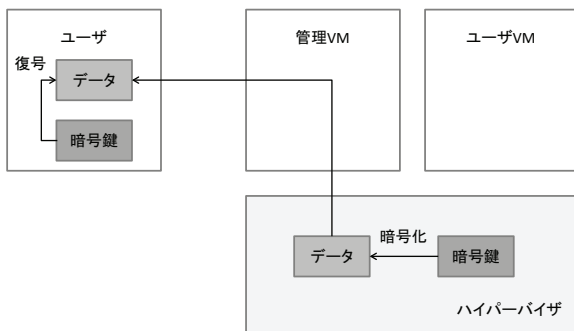 ユーザ
管理VM
ユーザVM
復号
データ
暗号鍵
暗号化
データ
暗号鍵
ハイパーバイザ